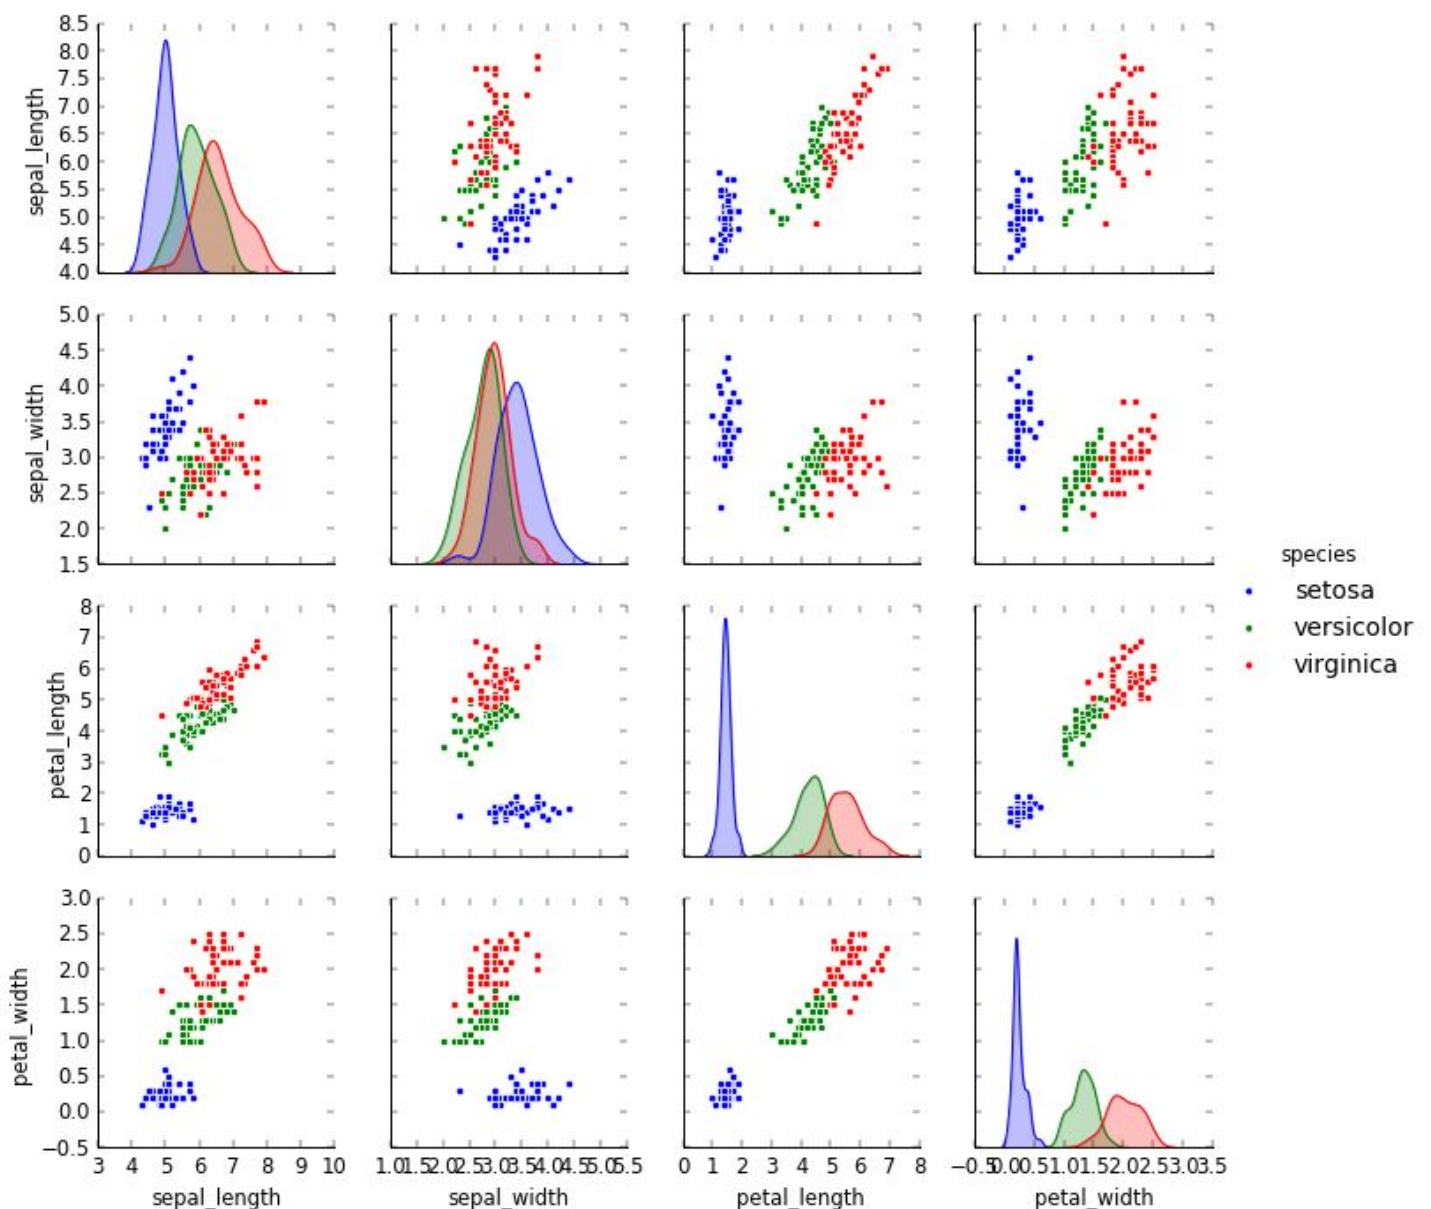 8.5
8.0
7.5
7.0
6.5
6.0
5.5
5.0
4.5
4.0
sepal_length
5.0
4.5
4.0
3.5
3.0
2.5
2.0
1.5
sepal_width
8
7
6
5
4
3
2
1
0
petal_length
3.0
2.5
2.0
1.5
1.0
0.5
0.0
−0.5
petal_width
3 4 5 6 7 8 9 10
sepal_length
1.0 1.5 2.0 2.5 3.0 3.5 4.0 4.5 5.0 5.5
sepal_width
0 1 2 3 4 5 6 7 8
petal_length
−0.5 0.0 0.5 1.0 1.5 2.0 2.5 3.0 3.5
petal_width
species
setosa
versicolor
virginica